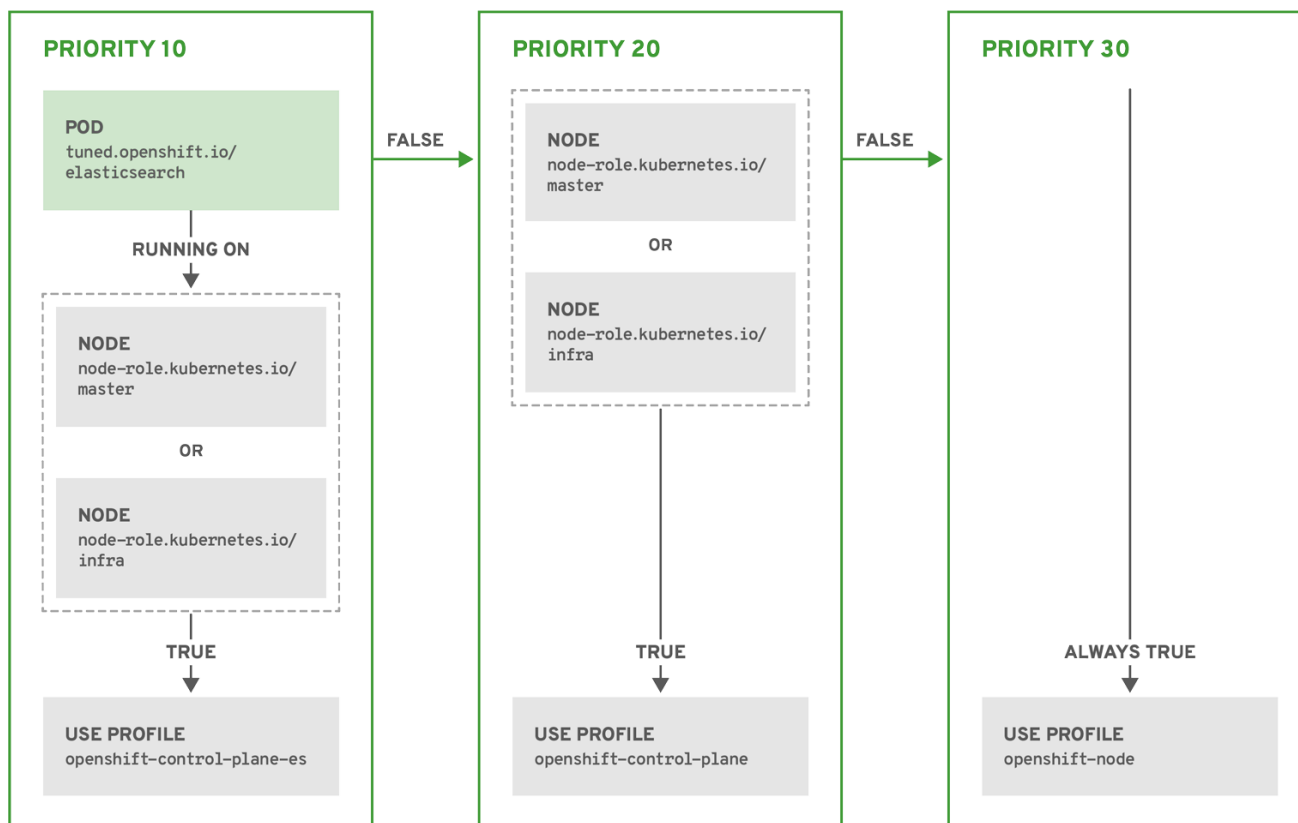 PRIORITY 10
POD
tuned.openshift.io/
elasticsearch
RUNNING ON
NODE
node-role.kubernetes.io/
master
OR
NODE
node-role.kubernetes.io/
infra
TRUE
USE PROFILE
openshift-control-plane-es
FALSE
PRIORITY 20
NODE
node-role.kubernetes.io/
master
OR
NODE
node-role.kubernetes.io/
infra
TRUE
USE PROFILE
openshift-control-plane
FALSE
PRIORITY 30
ALWAYS TRUE
USE PROFILE
openshift-node